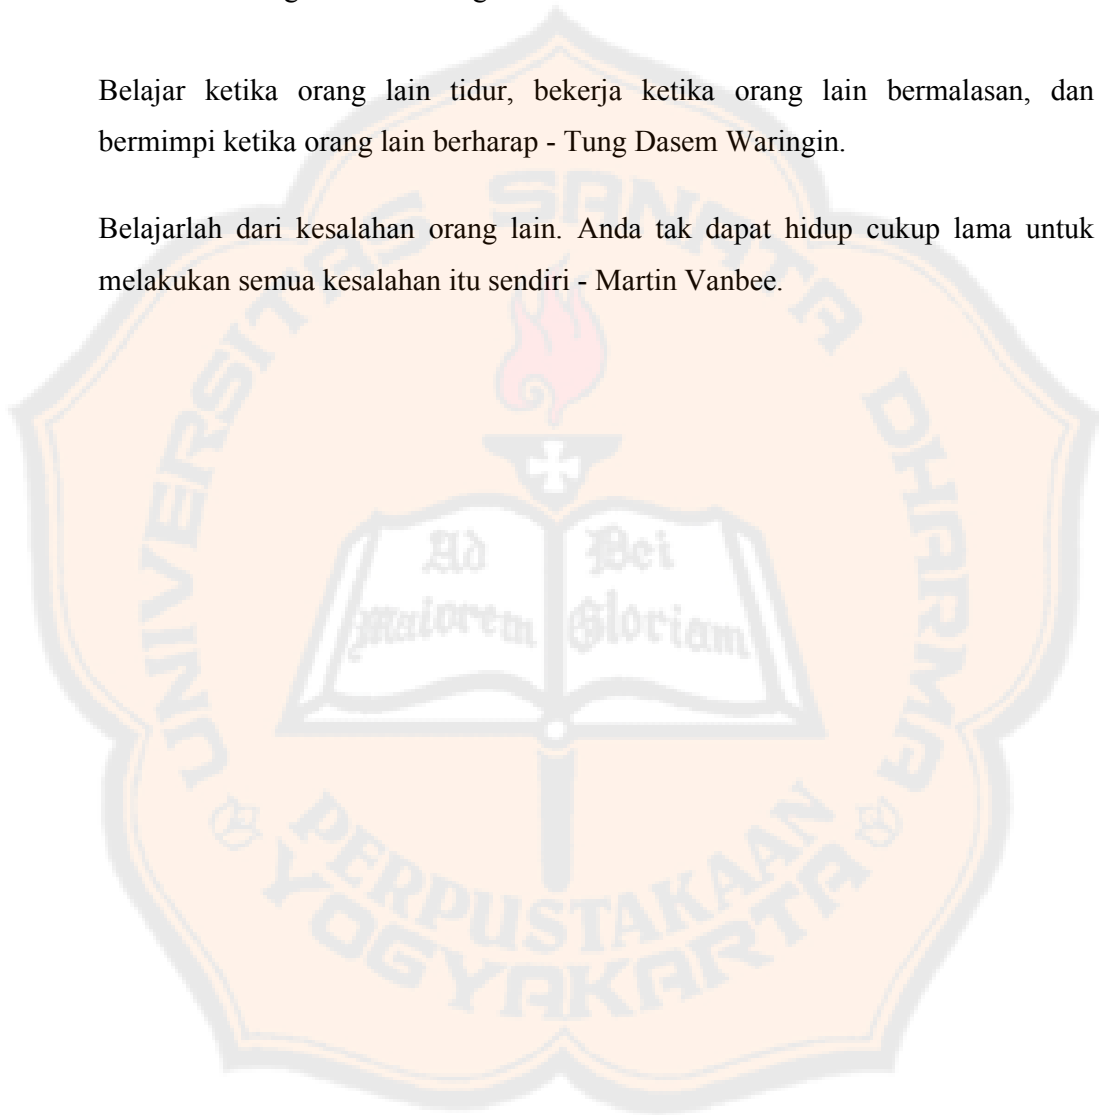 Belajar ketika orang lain tidur, bekerja ketika orang lain bermalasan, dan
bermimpi ketika orang lain berharap - Tung Dasem Waringin.
Belajarlah dari kesalahan orang lain. Anda tak dapat hidup cukup lama untuk
melakukan semua kesalahan itu sendiri - Martin Vanbee.
UNIVERSITAS SANATA DHARMA
Ad
Maiorem
Dei
Gloriam
PERPUSTAKAAN
YOGYAKARTA